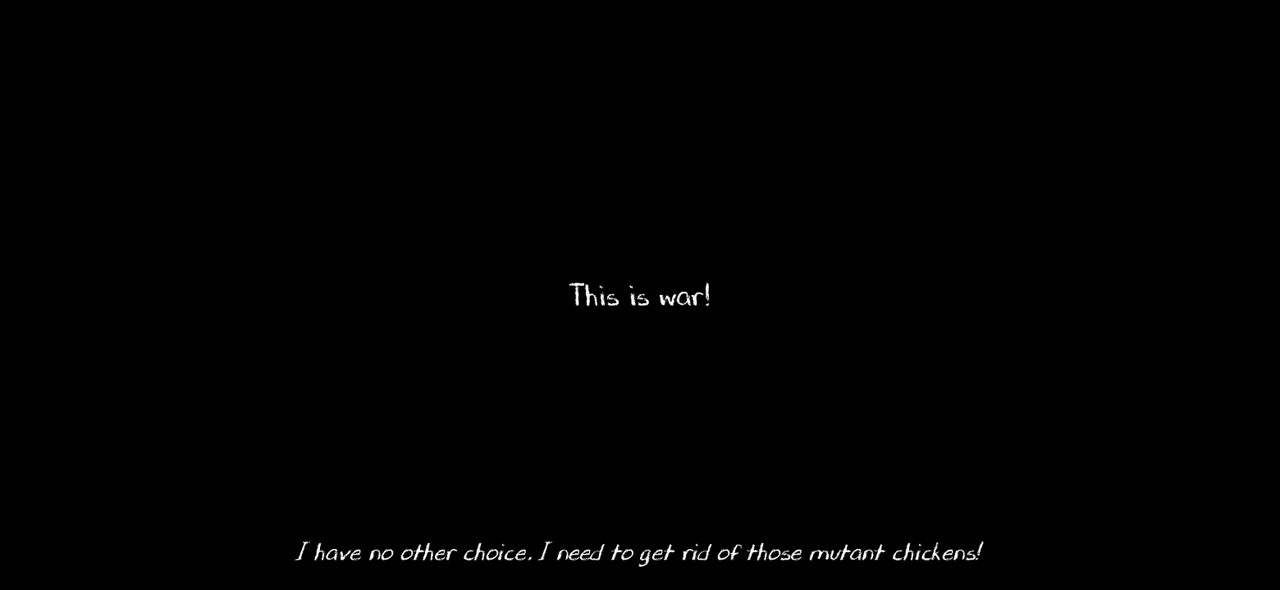 This is war!
I have no other choice. I need to get rid of those mutant chickens!